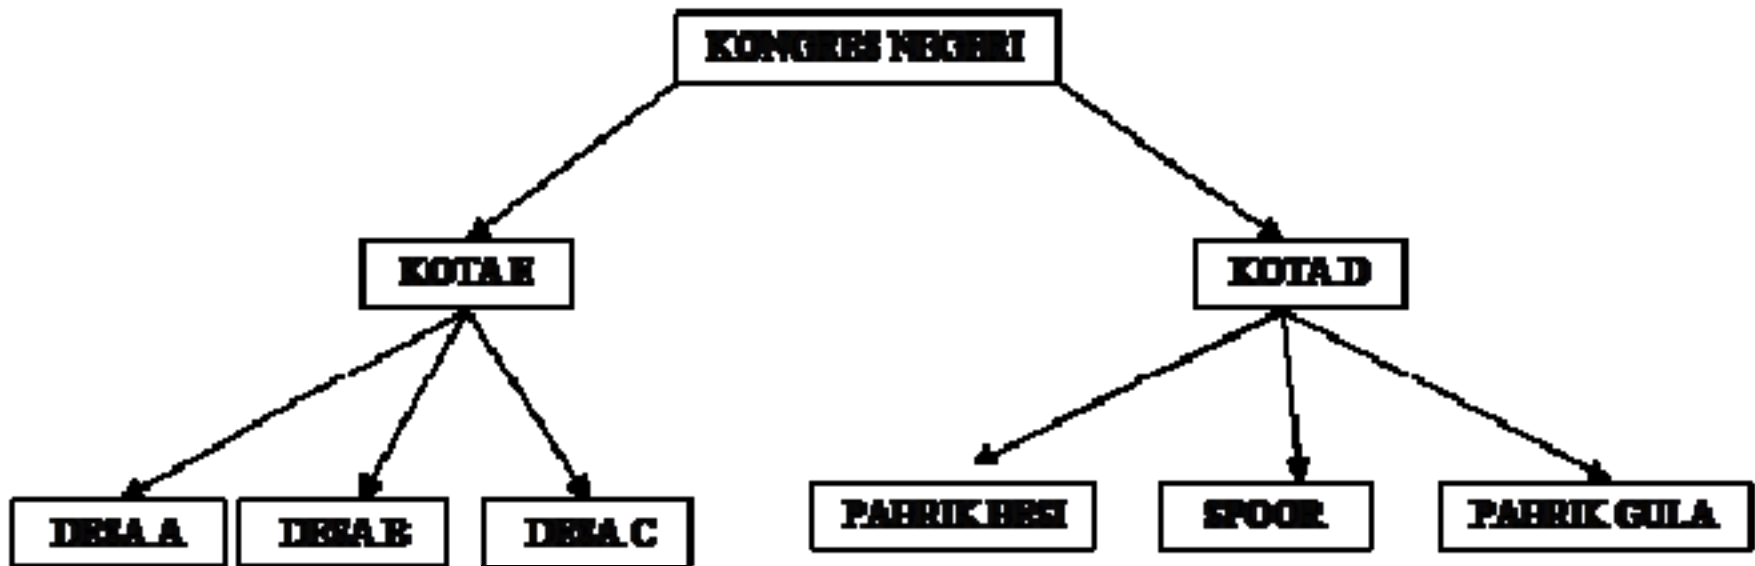 KONGRES NEGERI
KOTA E
KOTA D
DESA A
DESA B
DESA C
PABRIK BESI
SPOOR
PABRIK GULA